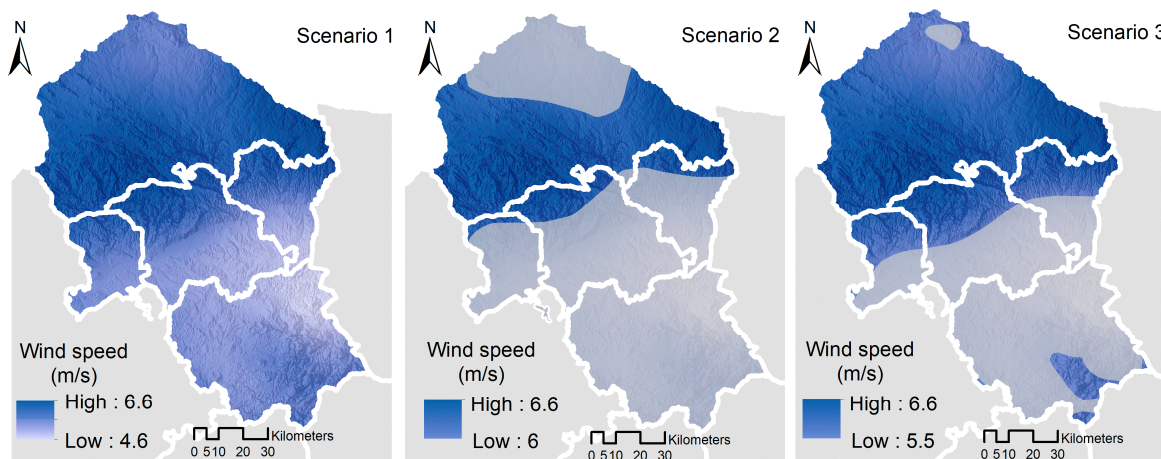 N
Scenario 1
Wind speed
(m/s)
High : 6.6
Low : 4.6
Kilometers
0 5 10 20 30
N
Scenario 2
Wind speed
(m/s)
High : 6.6
Low : 6
Kilometers
0 5 10 20 30
N
Scenario 3
Wind speed
(m/s)
High : 6.6
Low : 5.5
Kilometers
0 5 10 20 30